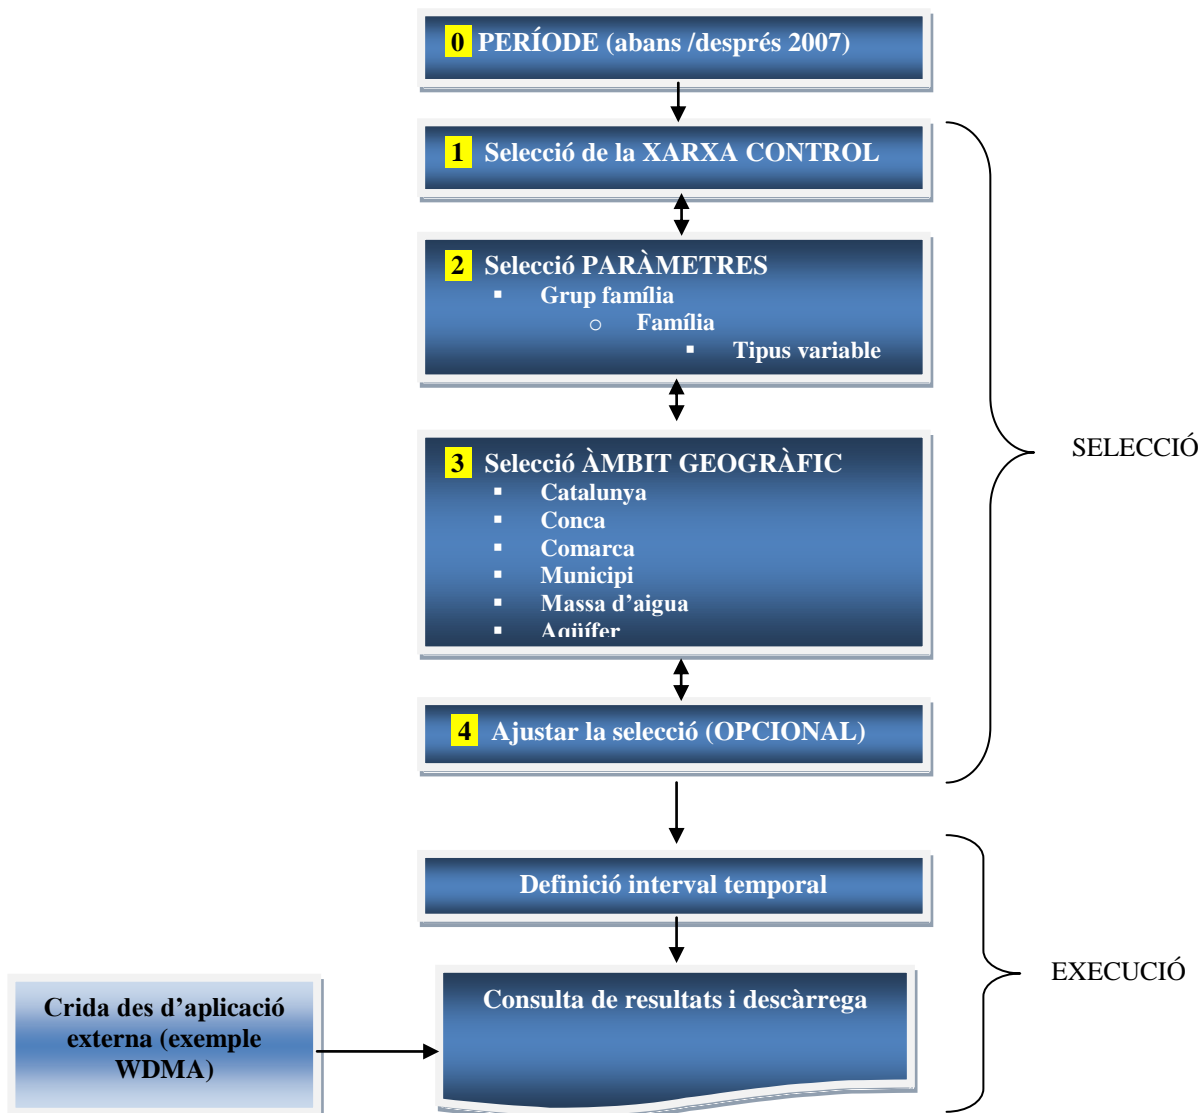 0 PERÍODE (abans /després 2007)
1 Selecció de la XARXA CONTROL
2 Selecció PARÀMETRES
▪ Grup família
o Família
▪ Tipus variable
3 Selecció ÀMBIT GEOGRÀFIC
▪ Catalunya
▪ Conca
▪ Comarca
▪ Municipi
▪ Massa d’aigua
▪ Aqüífer
4 Ajustar la selecció (OPCIONAL)
SELECCIÓ
Definició interval temporal
Consulta de resultats i descàrrega
EXECUCIÓ
Crida des d’aplicació
externa (exemple
WDMA)